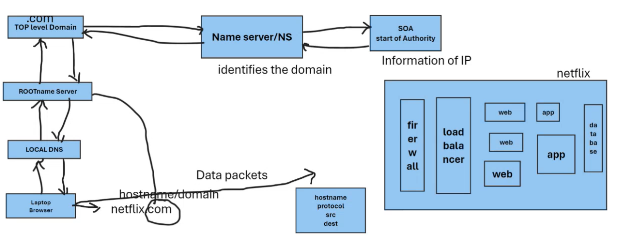 .com
TOP level Domain
Name server/NS
SOA
start of Authority
identifies the domain
Information of IP
netflix
ROOTname Server
LOCAL DNS
Laptop
Browser
Data packets
hostname/domain
netflix.com
hostname
protocol
src
dest
fir
er w
all
load
bala
ncer
web
app
web
web
app
da
ta
ba
se